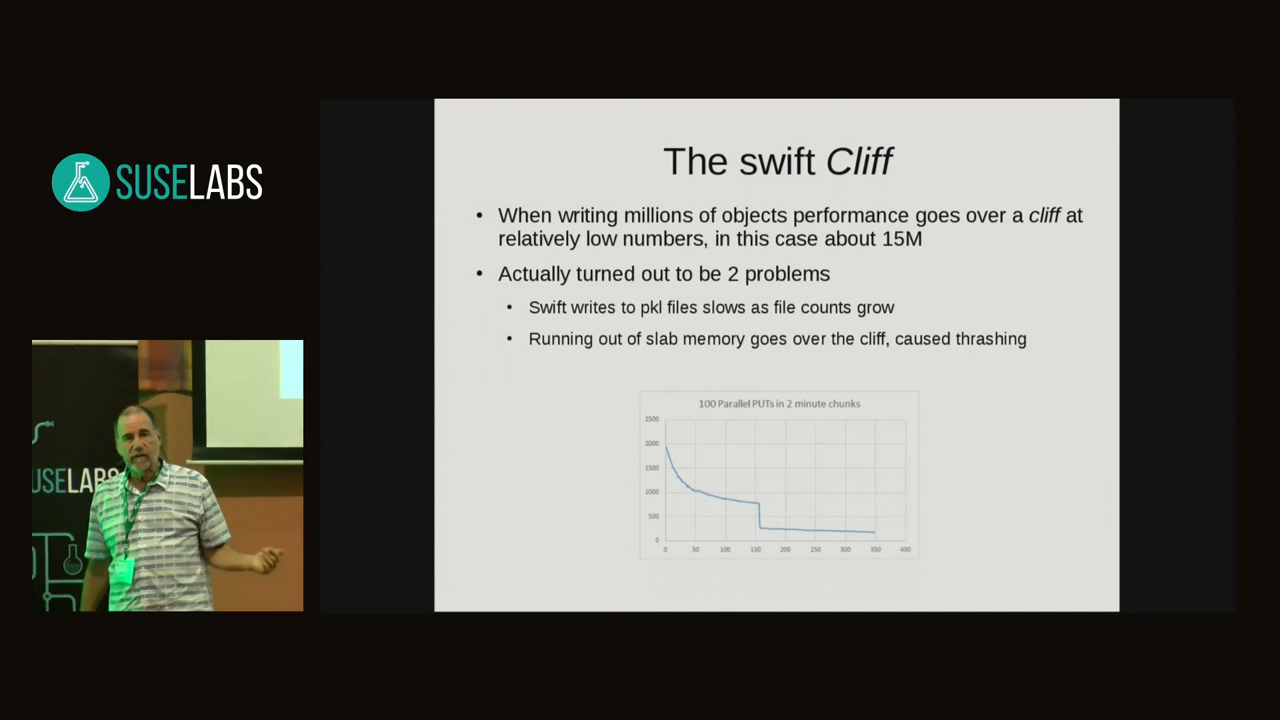 SUSELABS
The swift Cliff
• When writing millions of objects performance goes over a cliff at
relatively low numbers, in this case about 15M
• Actually turned out to be 2 problems
• Swift writes to pkl files slows as file counts grow
• Running out of slab memory goes over the cliff, caused thrashing
100 Parallel PUTs in 2 minute chunks
2500
2000
1500
1000
500
0
0 50 100 150 200 250 300 350 400
USELABS